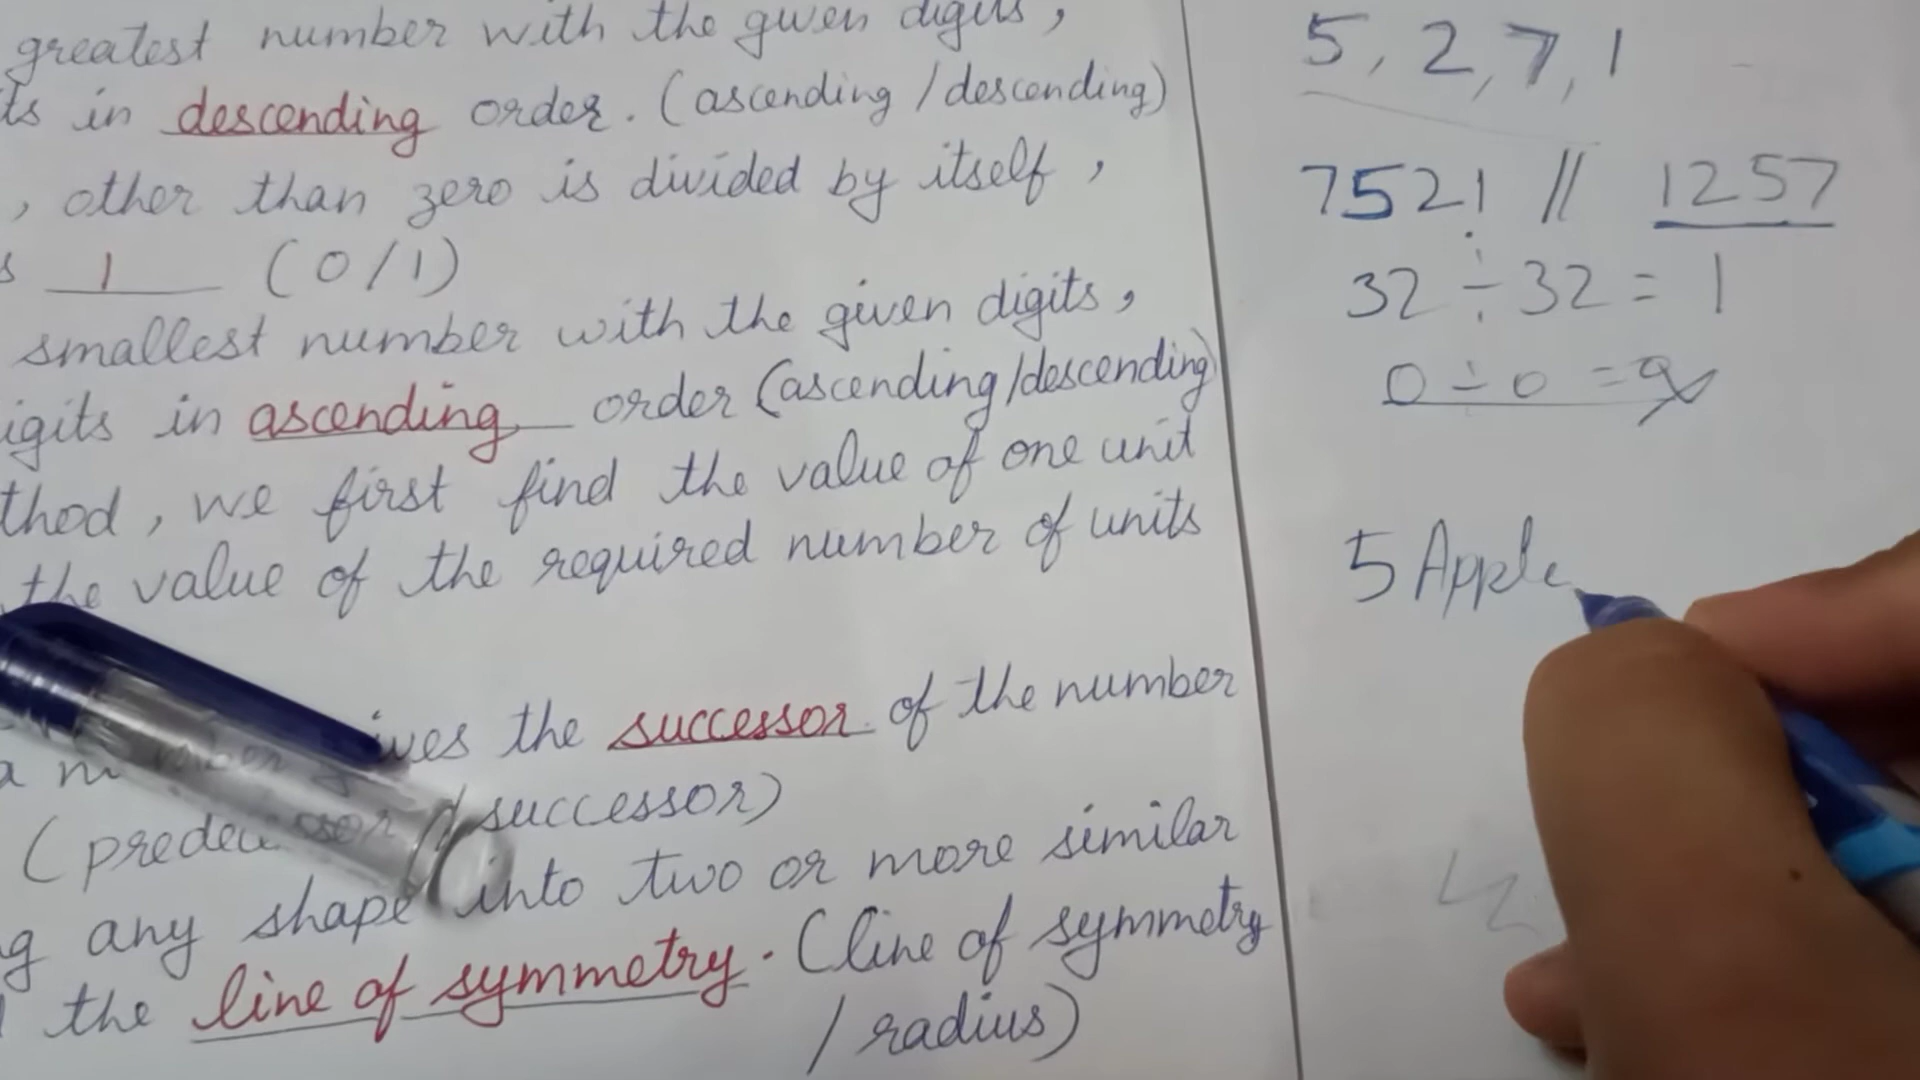 greatest number with the given digits,
ts in descending order. (ascending / descending)
, other than zero is divided by itself,
s 1 (0/1)
smallest number with the given digits,
igits in ascending order (ascending/descending)
thod, we first find the value of one unit
the value of the required number of units
ives the successor of the number
(predecessor / successor)
g any shape into two or more similar
the line of symmetry. (line of symmetry
/ radius)
5, 2, 7, 1
7521 // 1257
32 ÷ 32 = 1
0 ÷ 0 =
5 Apple